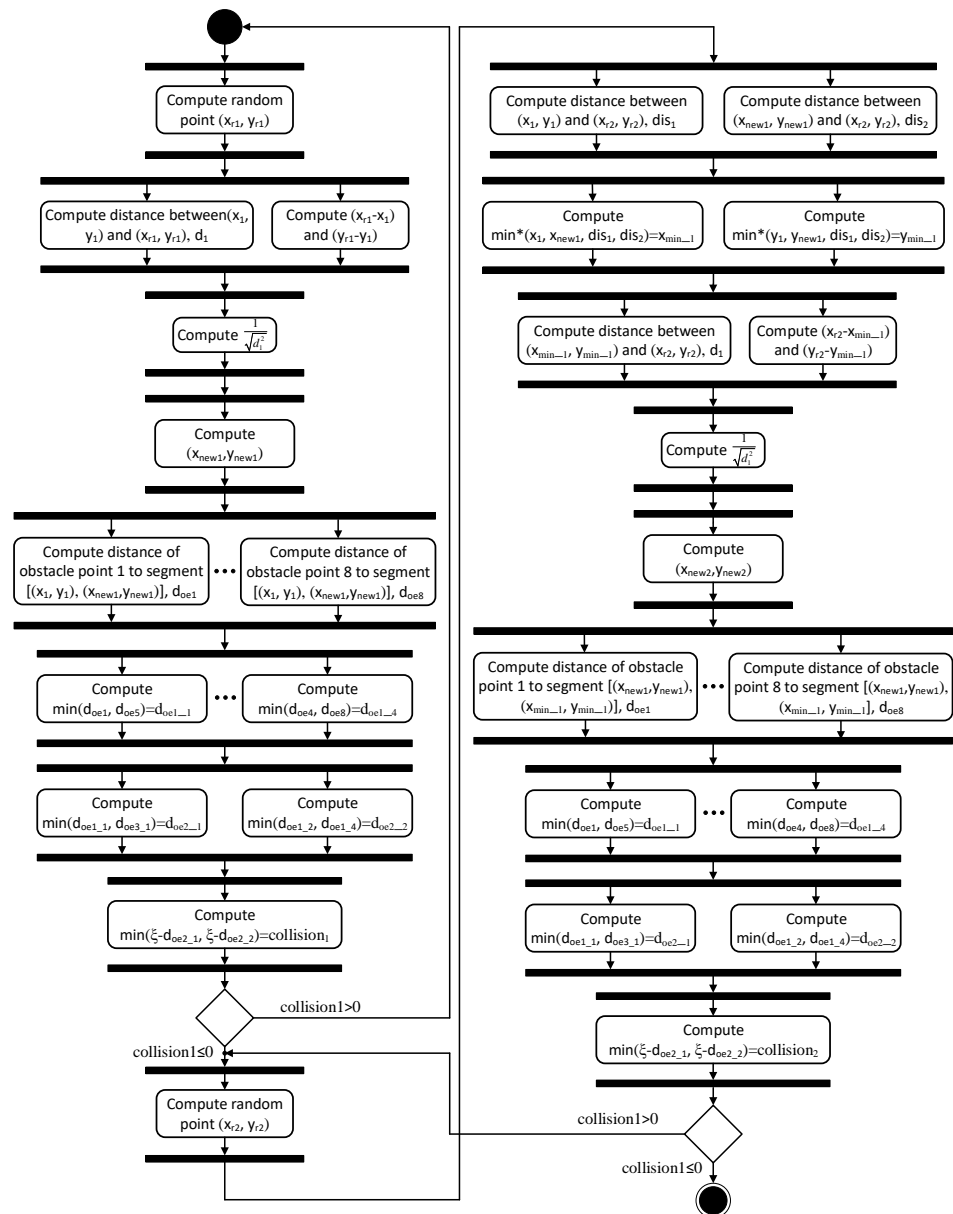 Compute random
point (xr1, yr1)
Compute distance between(x1,
y1) and (xr1, yr1), d1
Compute (xr1-x1)
and (yr1-y1)
Compute 1/√d1²
Compute
(xnew1,ynew1)
Compute distance of
obstacle point 1 to segment
[(x1, y1), (xnew1,ynew1)], doe1
...
Compute distance of
obstacle point 8 to segment
[(x1, y1), (xnew1,ynew1)], doe8
Compute
min(doe1, doe5)=doe1_1
...
Compute
min(doe4, doe8)=doe1_4
Compute
min(doe1_1, doe3_1)=doe2_1
Compute
min(doe1_2, doe1_4)=doe2_2
Compute
min(ξ-doe2_1, ξ-doe2_2)=collision1
collision1>0
collision1≤0
Compute random
point (xr2, yr2)
Compute distance between
(x1, y1) and (xr2, yr2), dis1
Compute distance between
(xnew1, ynew1) and (xr2, yr2), dis2
Compute
min*(x1, xnew1, dis1, dis2)=xmin_1
Compute
min*(y1, ynew1, dis1, dis2)=ymin_1
Compute distance between
(xmin_1, ymin_1) and (xr2, yr2), d1
Compute (xr2-xmin_1)
and (yr2-ymin_1)
Compute 1/√d1²
Compute
(xnew2,ynew2)
Compute distance of obstacle
point 1 to segment [(xnew1,ynew1),
(xmin_1, ymin_1)], doe1
...
Compute distance of obstacle
point 8 to segment [(xnew1,ynew1),
(xmin_1, ymin_1], doe8
Compute
min(doe1, doe5)=doe1_1
...
Compute
min(doe4, doe8)=doe1_4
Compute
min(doe1_1, doe3_1)=doe2_1
Compute
min(doe1_2, doe1_4)=doe2_2
Compute
min(ξ-doe2_1, ξ-doe2_2)=collision2
collision1>0
collision1≤0